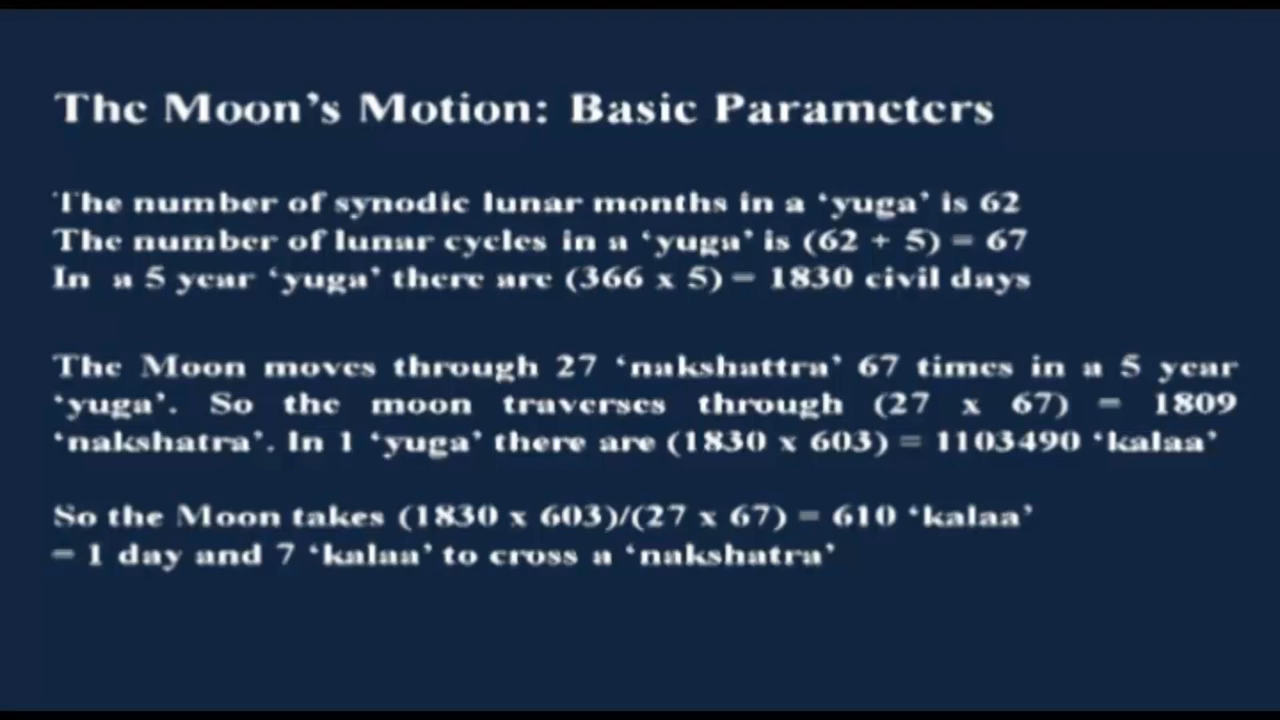 The Moon's Motion: Basic Parameters
The number of synodic lunar months in a 'yuga' is 62
The number of lunar cycles in a 'yuga' is (62 + 5) = 67
In a 5 year 'yuga' there are (366 x 5) = 1830 civil days
The Moon moves through 27 'nakshattra' 67 times in a 5 year
'yuga'. So the moon traverses through (27 x 67) = 1809
'nakshatra'. In 1 'yuga' there are (1830 x 603) = 1103490 'kalaa'
So the Moon takes (1830 x 603)/(27 x 67) = 610 'kalaa'
= 1 day and 7 'kalaa' to cross a 'nakshatra'